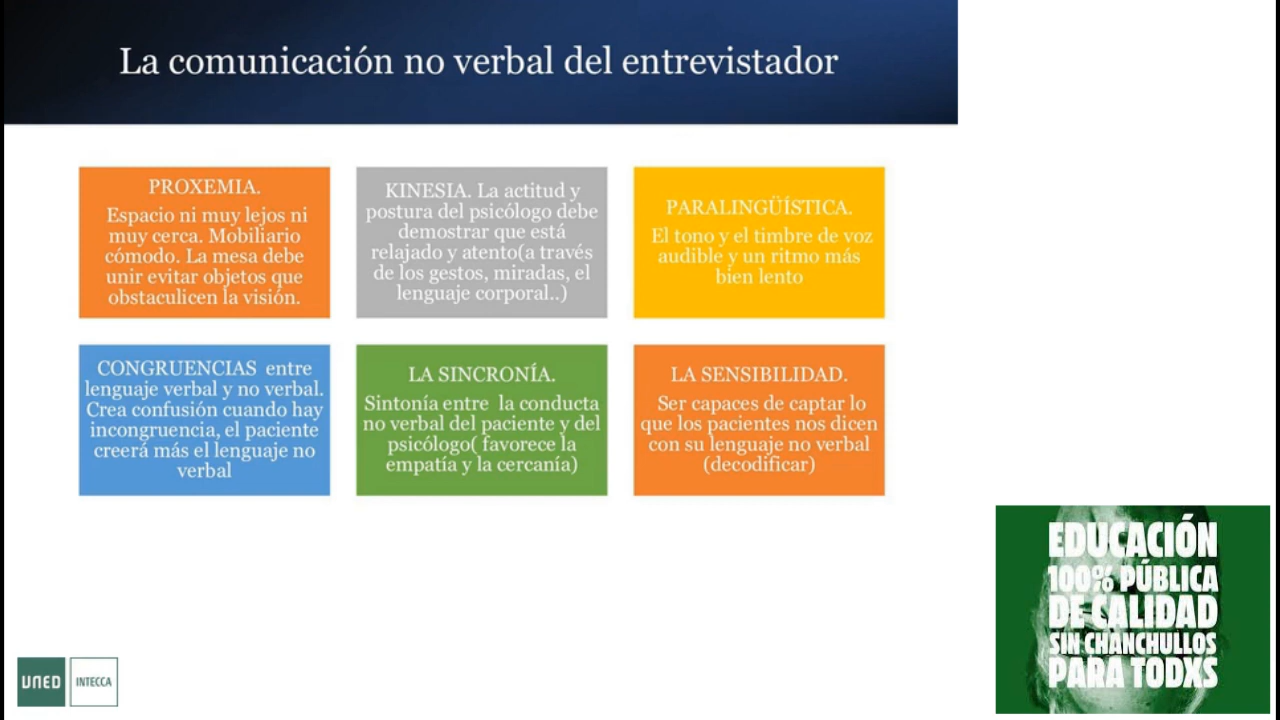 La comunicación no verbal del entrevistador
PROXEMIA.
Espacio ni muy lejos ni
muy cerca. Mobiliario
cómodo. La mesa debe
unir evitar objetos que
obstaculicen la visión.
KINESIA. La actitud y
postura del psicólogo debe
demostrar que está
relajado y atento(a través
de los gestos, miradas, el
lenguaje corporal..)
PARALINGÜÍSTICA.
El tono y el timbre de voz
audible y un ritmo más
bien lento
CONGRUENCIAS  entre
lenguaje verbal y no verbal.
Crea confusión cuando hay
incongruencia, el paciente
creerá más el lenguaje no
verbal
LA SINCRONÍA.
Sintonía entre  la conducta
no verbal del paciente y del
psicólogo( favorece la
empatía y la cercanía)
LA SENSIBILIDAD.
Ser capaces de captar lo
que los pacientes nos dicen
con su lenguaje no verbal
(decodificar)
EDUCACIÓN
100% PÚBLICA
DE CALIDAD
SIN CHANCHULLOS
PARA TODXS
UNED
INTECCA